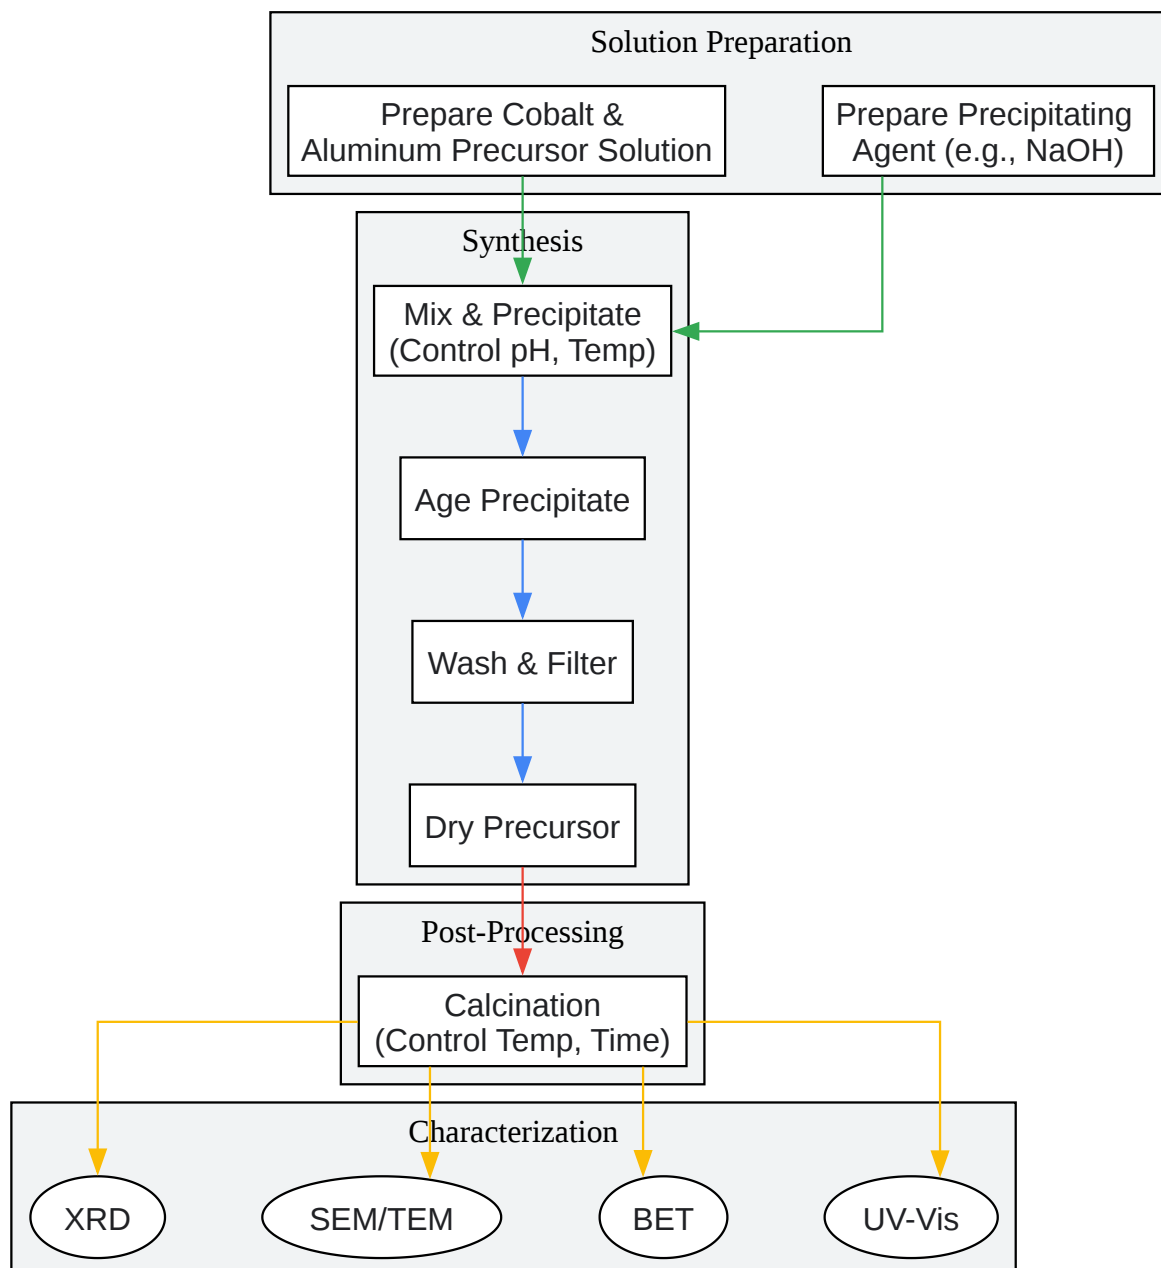 Solution Preparation
Prepare Cobalt &
Aluminum Precursor Solution
Prepare Precipitating
Agent (e.g., NaOH)
Synthesis
Mix & Precipitate
(Control pH, Temp)
Age Precipitate
Wash & Filter
Dry Precursor
Post-Processing
Calcination
(Control Temp, Time)
Characterization
XRD
SEM/TEM
BET
UV-Vis